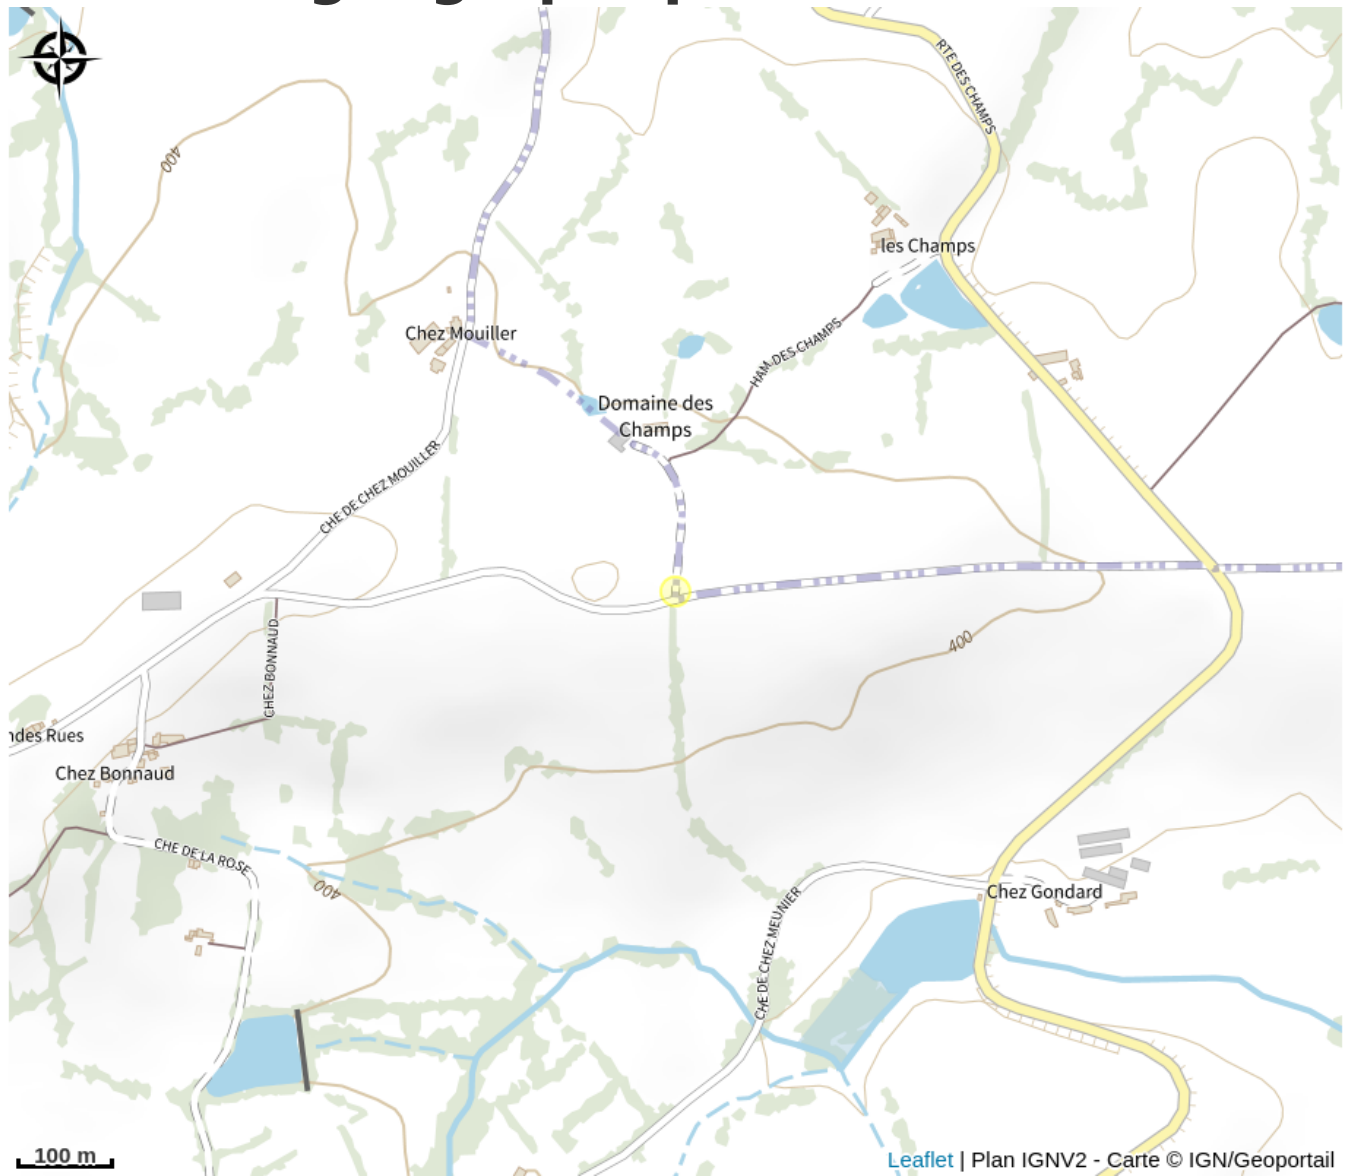 RTE DES CHAMPS
400
les Champs
Chez Mouiller
HAM DES CHAMPS
Domaine des
Champs
CHE DE CHEZ MOUILLER
CHEZ BONNAUD
400
ndes Rues
Chez Bonnaud
CHE DE LA ROSE
400
Chez Gondard
CHE DE CHEZ MEUNIER
100 m
Leaflet | Plan IGNV2 - Carte © IGN/Geoportail